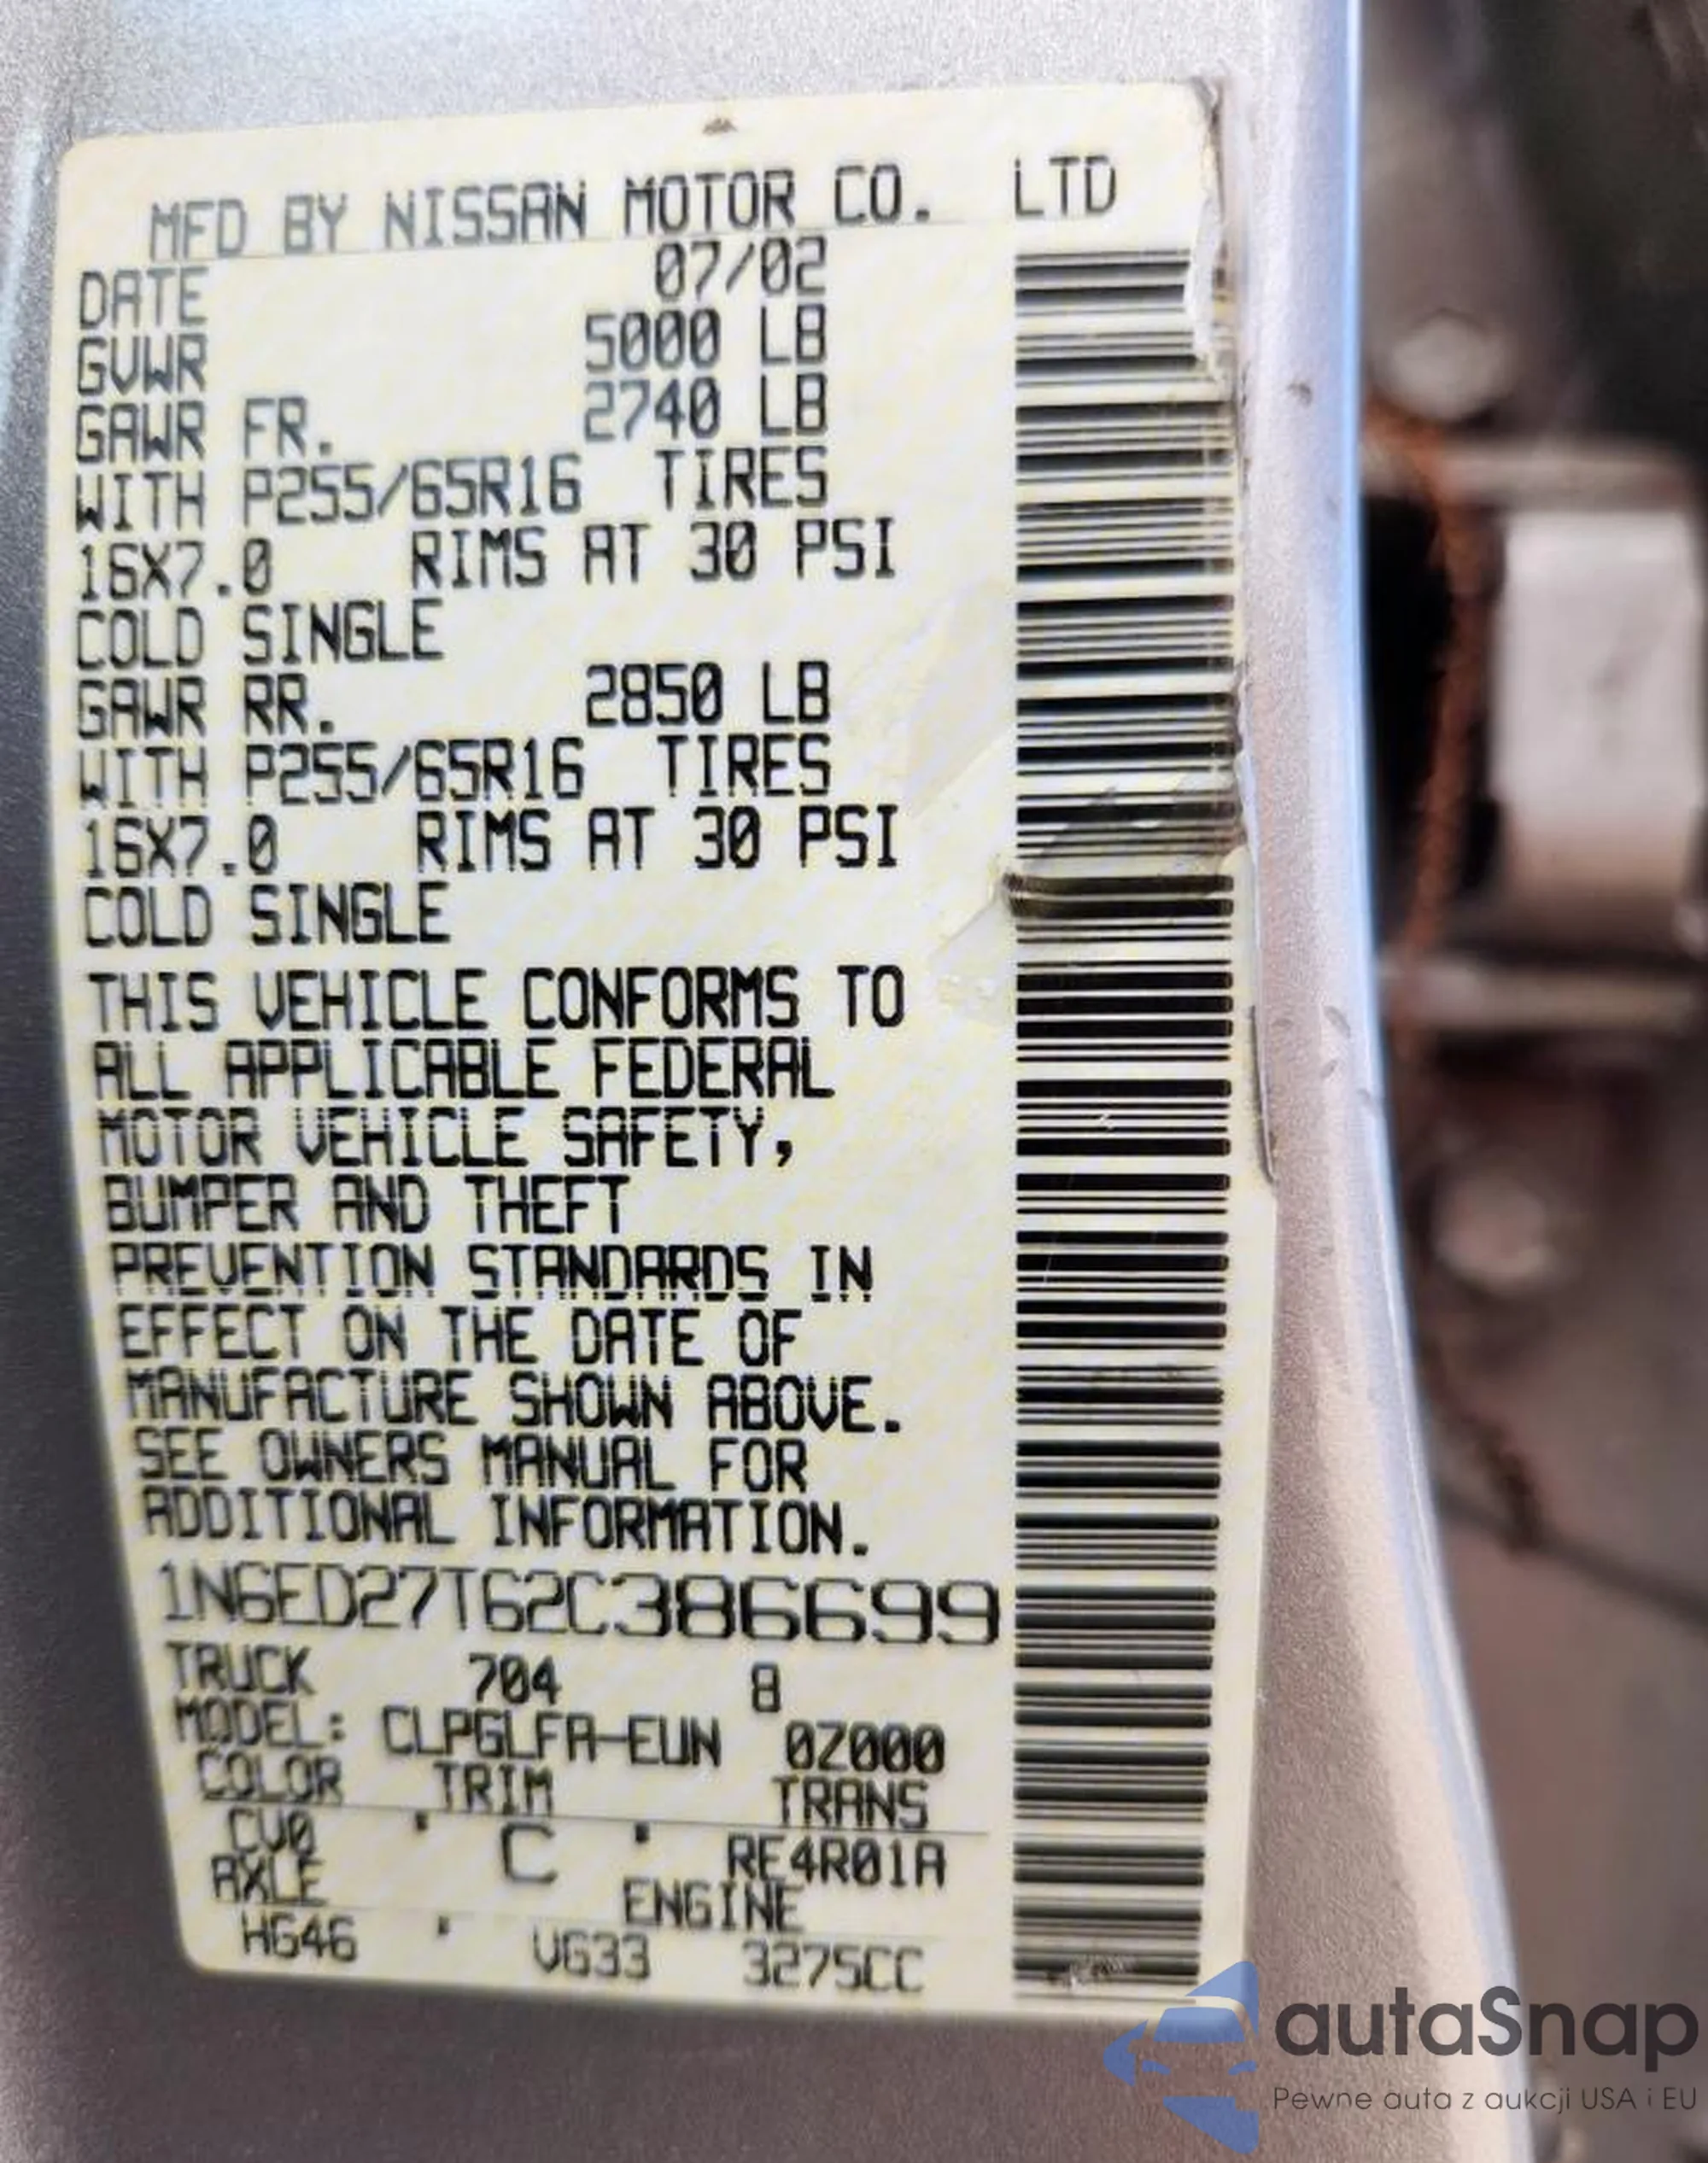 MFD BY NISSAN MOTOR CO. LTD
DATE 07/02
GVWR 5000 LB
GAWR FR. 2740 LB
WITH P255/65R16 TIRES
16X7.0 RIMS AT 30 PSI
COLD SINGLE
GAWR RR. 2850 LB
WITH P255/65R16 TIRES
16X7.0 RIMS AT 30 PSI
COLD SINGLE
THIS VEHICLE CONFORMS TO
ALL APPLICABLE FEDERAL
MOTOR VEHICLE SAFETY,
BUMPER AND THEFT
PREVENTION STANDARDS IN
EFFECT ON THE DATE OF
MANUFACTURE SHOWN ABOVE.
SEE OWNERS MANUAL FOR
ADDITIONAL INFORMATION.
1N6ED27T62C386699
TRUCK 704 8
MODEL: CLPGLFA-EUN 0Z000
COLOR TRIM TRANS
CV0 C RE4R01A
AXLE ENGINE
HG46 VG33 3275CC
autaSnap
Pewne auta z aukcji USA i EU